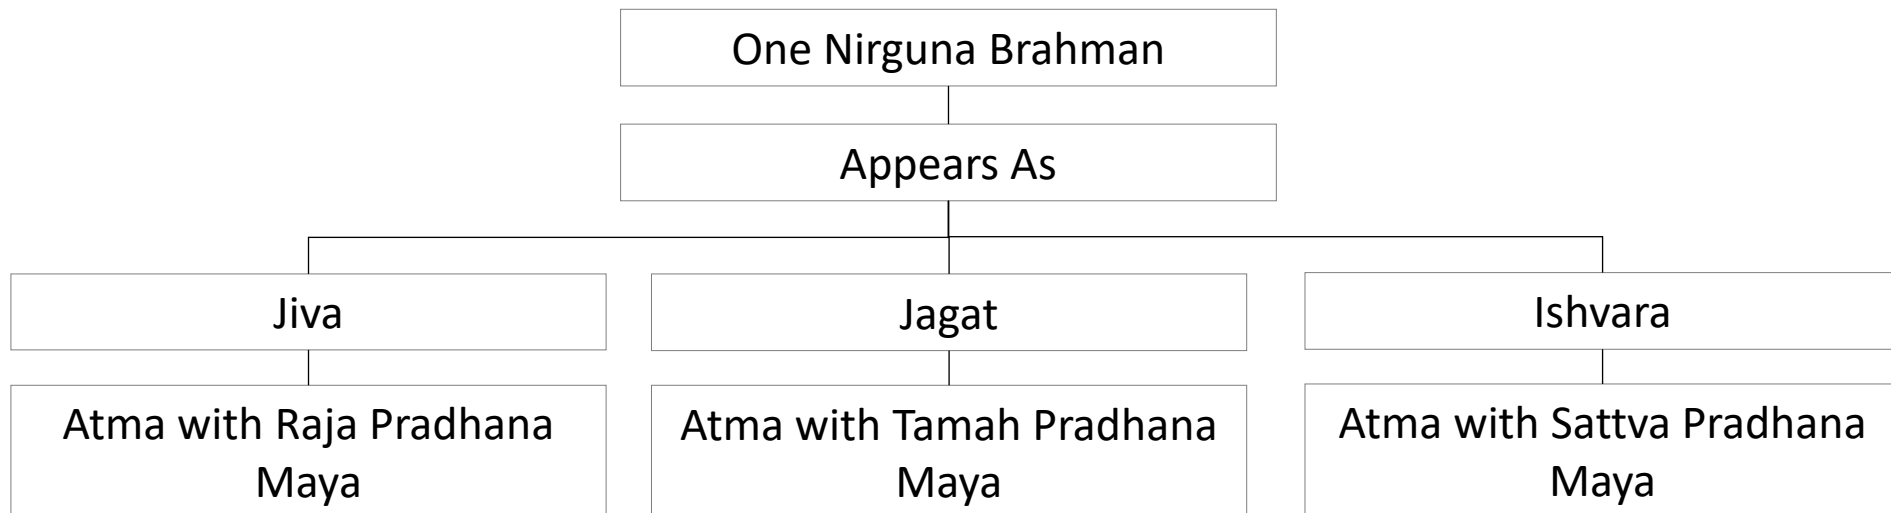 One Nirguna Brahman
Appears As
Jiva
Jagat
Ishvara
Atma with Raja Pradhana
Maya
Atma with Tamah Pradhana
Maya
Atma with Sattva Pradhana
Maya